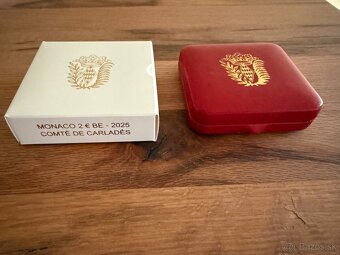 MONACO 2 € BE - 2025
COMTÉ DE CARLADÈS